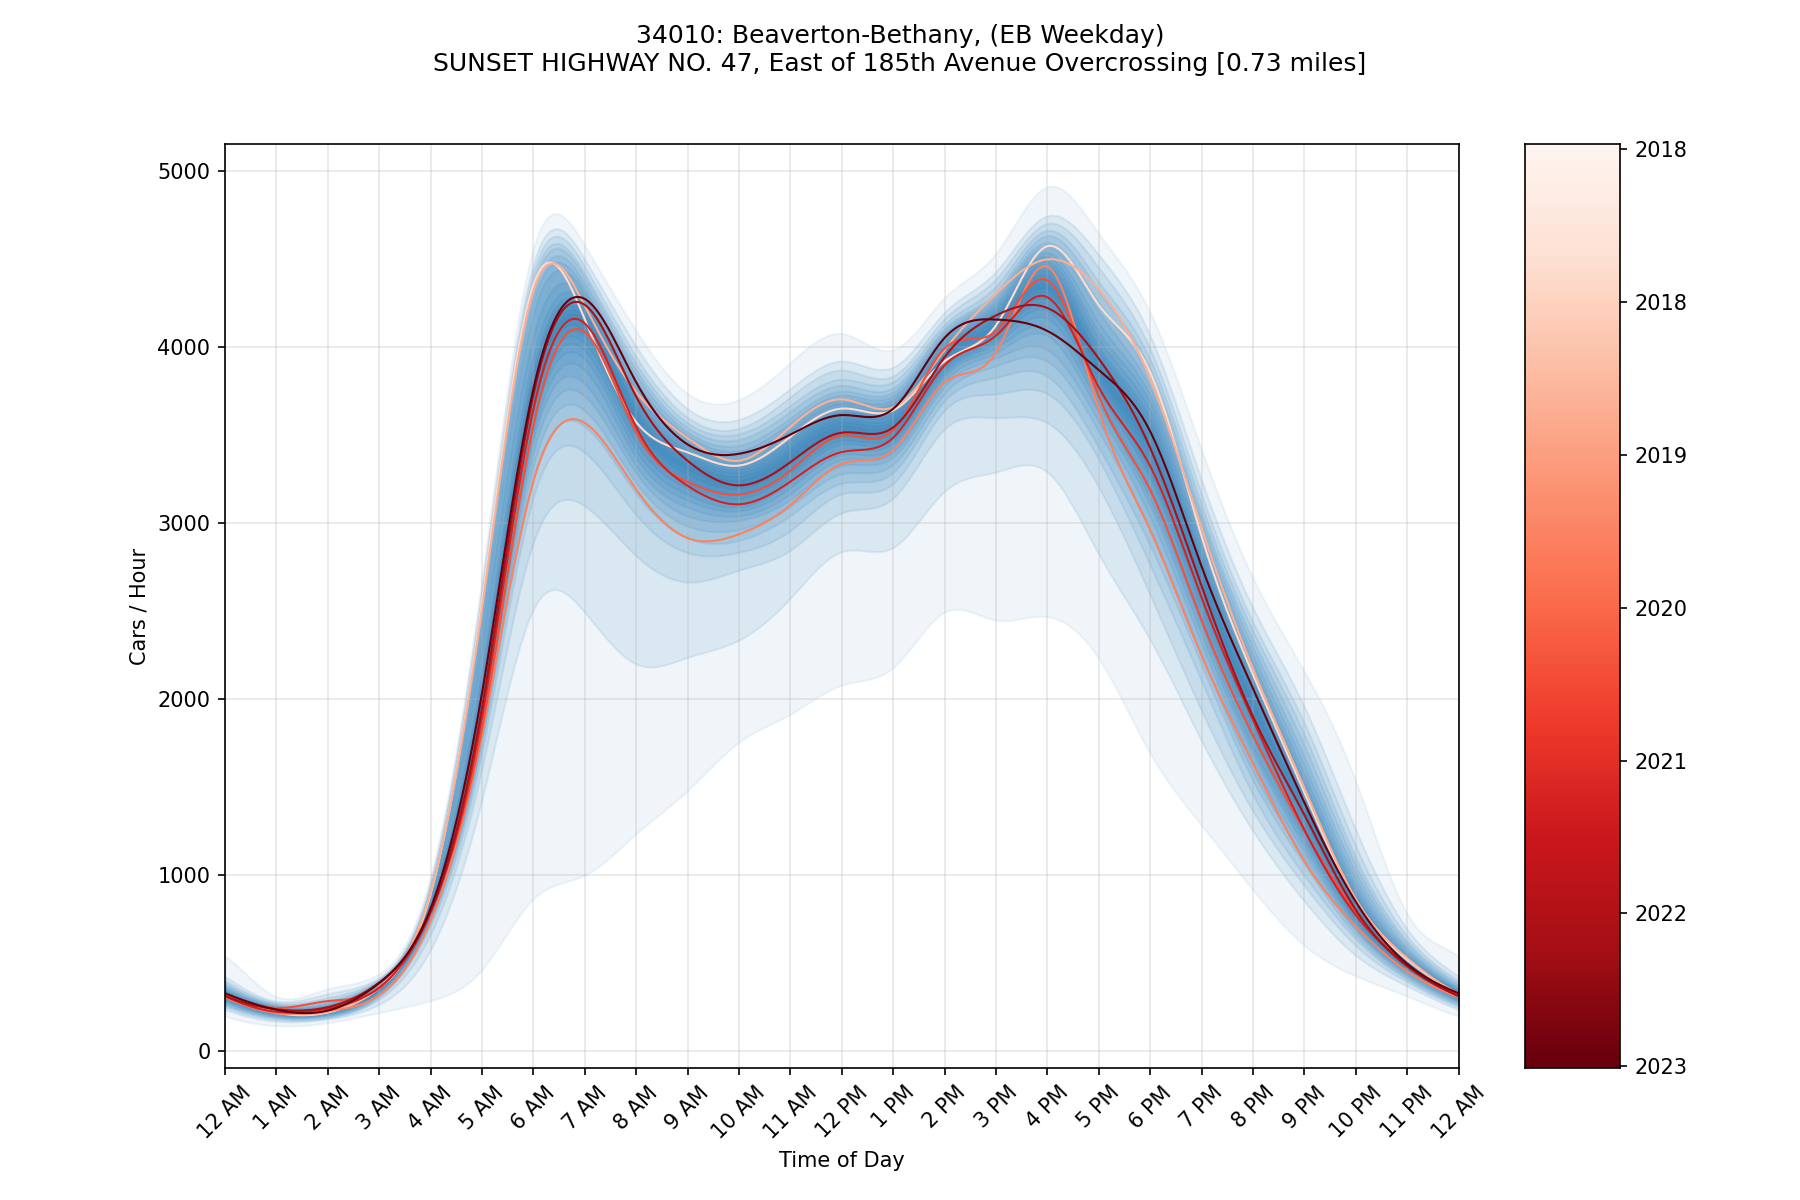 34010: Beaverton-Bethany, (EB Weekday)
SUNSET HIGHWAY NO. 47, East of 185th Avenue Overcrossing [0.73 miles]
5000
4000
3000
2000
1000
0
Cars / Hour
12 AM
1 AM
2 AM
3 AM
4 AM
5 AM
6 AM
7 AM
8 AM
9 AM
10 AM
11 AM
12 PM
1 PM
2 PM
3 PM
4 PM
5 PM
6 PM
7 PM
8 PM
9 PM
10 PM
11 PM
12 AM
Time of Day
2018
2018
2019
2020
2021
2022
2023